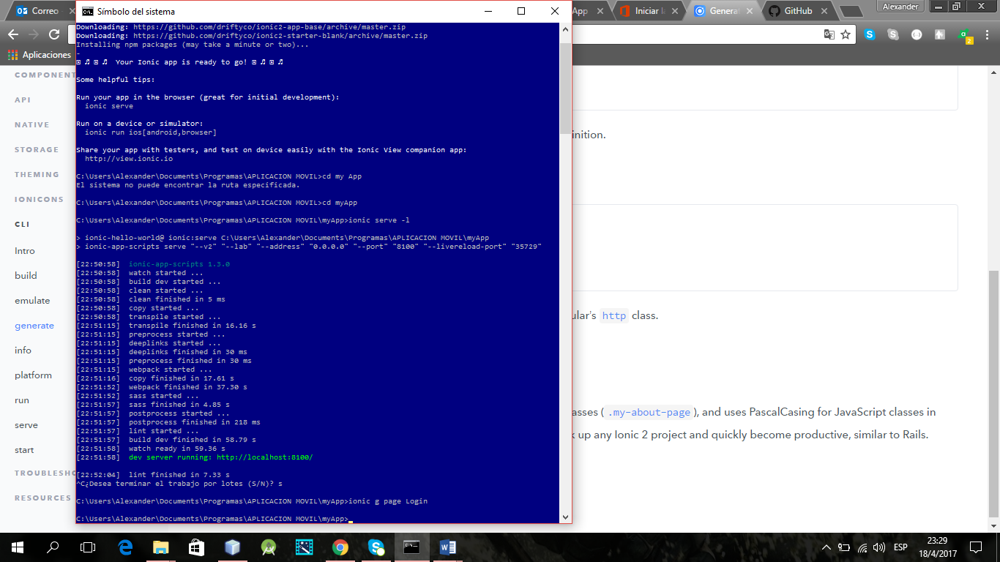 Correo
Símbolo del sistema
App
Iniciar
Genera
GitHub
Alexander
Aplicaciones
2
Downloading: https://github.com/driftyco/ionic2-app-base/archive/master.zip
Downloading: https://github.com/driftyco/ionic2-starter-blank/archive/master.zip
Installing npm packages (may take a minute or two)...
-
♬ ♬ Your Ionic app is ready to go! ♬ ♬
Some helpful tips:
Run your app in the browser (great for initial development):
ionic serve
Run on a device or simulator:
ionic run ios[android,browser]
Share your app with testers, and test on device easily with the Ionic View companion app:
http://view.ionic.io
C:\Users\Alexander\Documents\Programas\APLICACION MOVIL>cd my App
El sistema no puede encontrar la ruta especificada.
C:\Users\Alexander\Documents\Programas\APLICACION MOVIL>cd myApp
C:\Users\Alexander\Documents\Programas\APLICACION MOVIL\myApp>ionic serve -l
> ionic-hello-world@ ionic:serve C:\Users\Alexander\Documents\Programas\APLICACION MOVIL\myApp
> ionic-app-scripts serve "--v2" "--lab" "--address" "0.0.0.0" "--port" "8100" "--livereload-port" "35729"
[22:50:58] ionic-app-scripts 1.3.0
[22:50:58] watch started ...
[22:50:58] build dev started ...
[22:50:58] clean started ...
[22:50:58] clean finished in 5 ms
[22:50:58] copy started ...
[22:50:58] transpile started ...
[22:51:15] transpile finished in 16.16 s
[22:51:15] preprocess started ...
[22:51:15] deeplinks started ...
[22:51:15] deeplinks finished in 30 ms
[22:51:15] preprocess finished in 30 ms
[22:51:15] webpack started ...
[22:51:16] copy finished in 17.61 s
[22:51:52] webpack finished in 37.30 s
[22:51:52] sass started ...
[22:51:57] sass finished in 4.85 s
[22:51:57] postprocess started ...
[22:51:57] postprocess finished in 218 ms
[22:51:57] lint started ...
[22:51:57] build dev finished in 58.79 s
[22:51:58] watch ready in 59.36 s
[22:51:58] dev server running: http://localhost:8100/
[22:52:04] lint finished in 7.33 s
^C¿Desea terminar el trabajo por lotes (S/N)? s
C:\Users\Alexander\Documents\Programas\APLICACION MOVIL\myApp>ionic g page Login
C:\Users\Alexander\Documents\Programas\APLICACION MOVIL\myApp>
COMPONENT
API
NATIVE
STORAGE
THEMING
IONICONS
CLI
Intro
build
emulate
generate
info
platform
run
serve
start
TROUBLESHO
RESOURCES
inition.
ular's http class.
asses ( .my-about-page ), and uses PascalCasing for JavaScript classes in
k up any Ionic 2 project and quickly become productive, similar to Rails.
ESP
23:29
18/4/2017